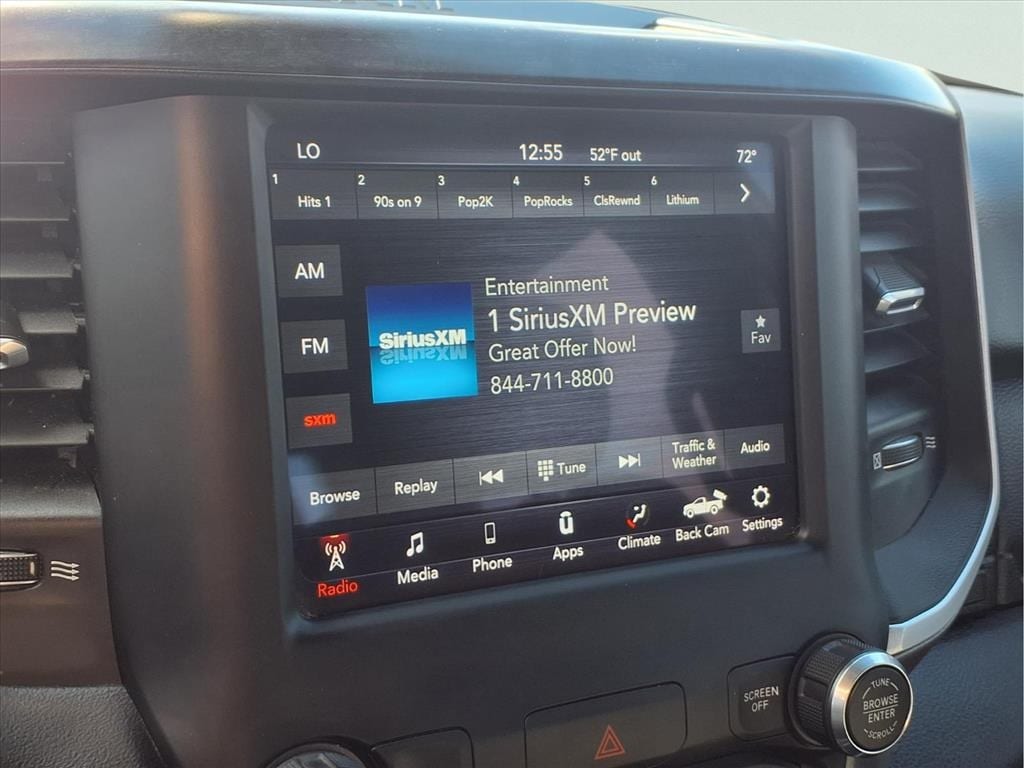 LO 12:55 52°F out 72°
1 2 3 4 5 6
Hits 1 90s on 9 Pop2K PopRocks ClsRewnd Lithium
AM
FM
sxm
SiriusXM
Entertainment
1 SiriusXM Preview
Great Offer Now!
844-711-8800
Fav
Browse Replay Tune Traffic & Weather Audio
Radio Media Phone Apps Climate Back Cam Settings
SCREEN
OFF
TUNE
BROWSE
ENTER
SCROLL